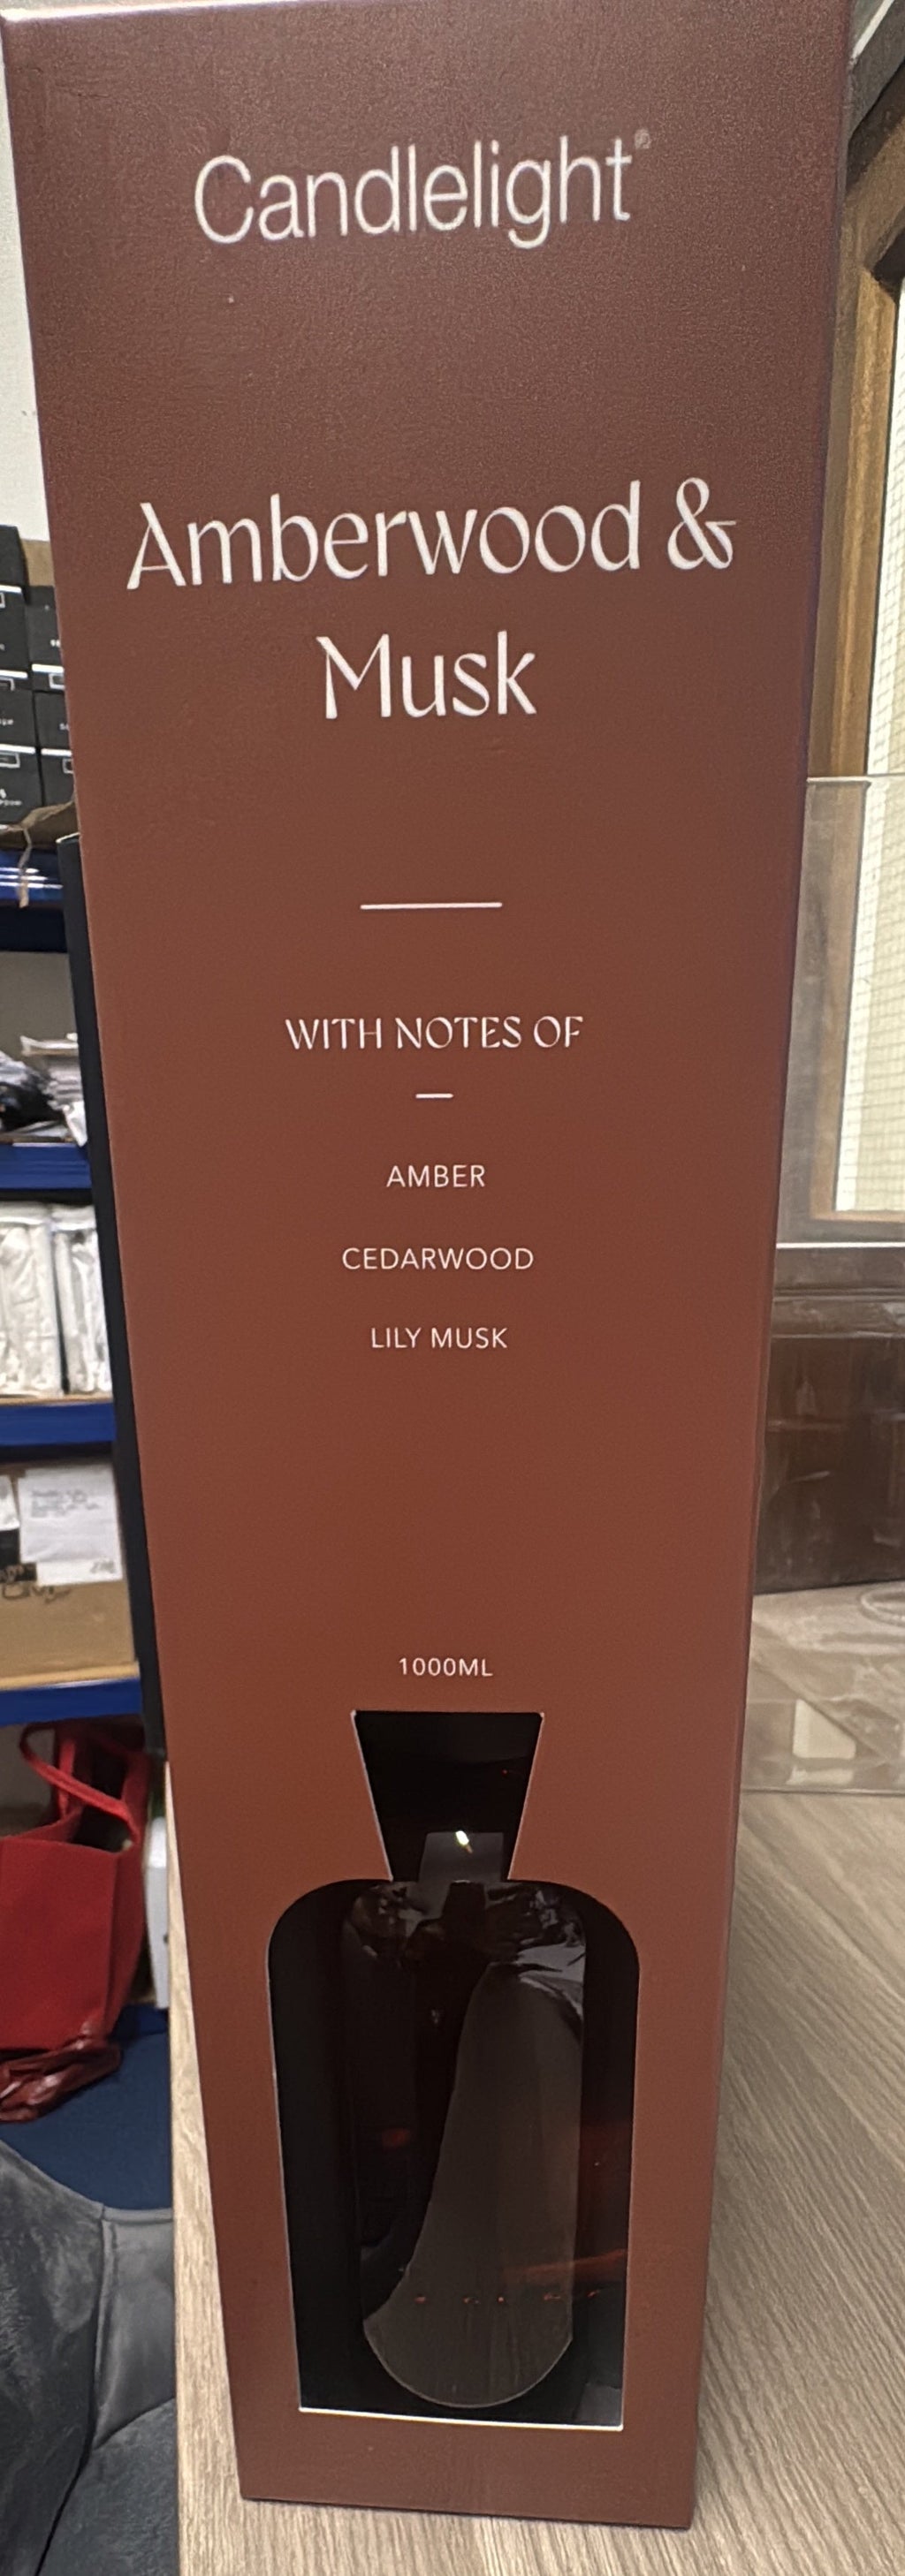 Candlelight®
Amberwood &
Musk
WITH NOTES OF
AMBER
CEDARWOOD
LILY MUSK
1000ML